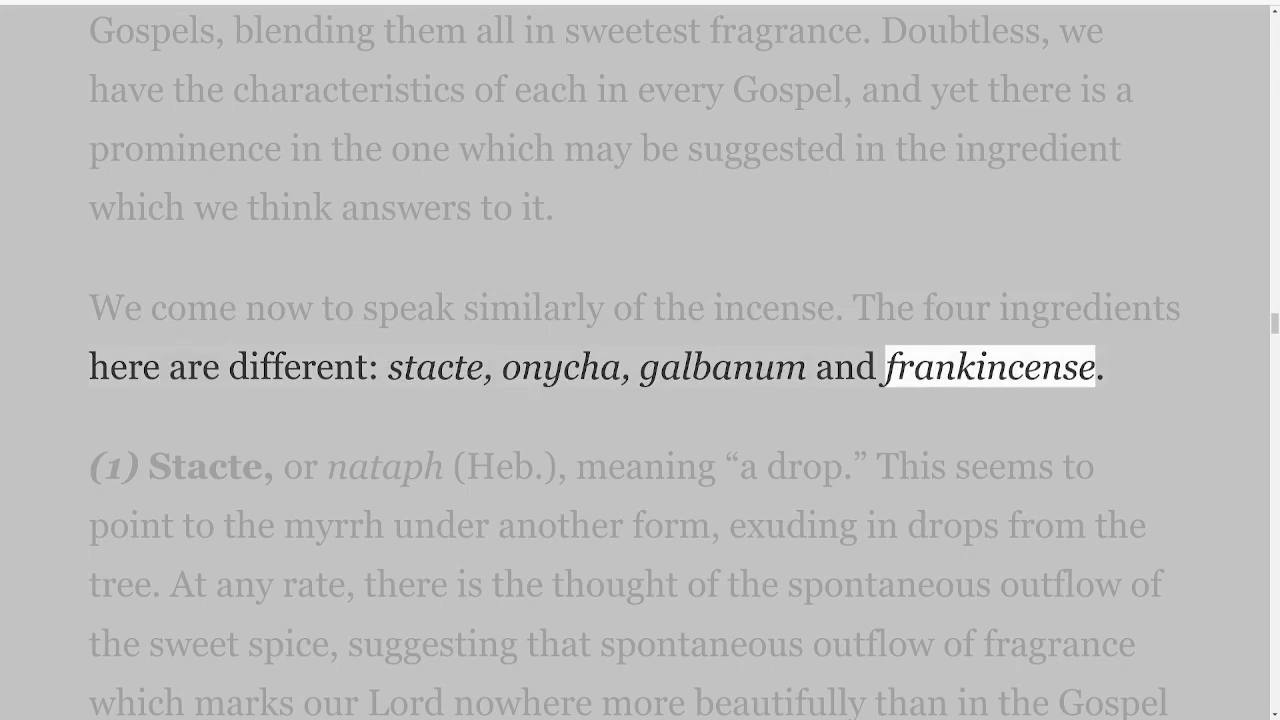 Gospels, blending them all in sweetest fragrance. Doubtless, we
have the characteristics of each in every Gospel, and yet there is a
prominence in the one which may be suggested in the ingredient
which we think answers to it.
We come now to speak similarly of the incense. The four ingredients
here are different: stacte, onycha, galbanum and frankincense.
(1) Stacte, or nataph (Heb.), meaning “a drop.” This seems to
point to the myrrh under another form, exuding in drops from the
tree. At any rate, there is the thought of the spontaneous outflow of
the sweet spice, suggesting that spontaneous outflow of fragrance
which marks our Lord nowhere more beautifully than in the Gospel